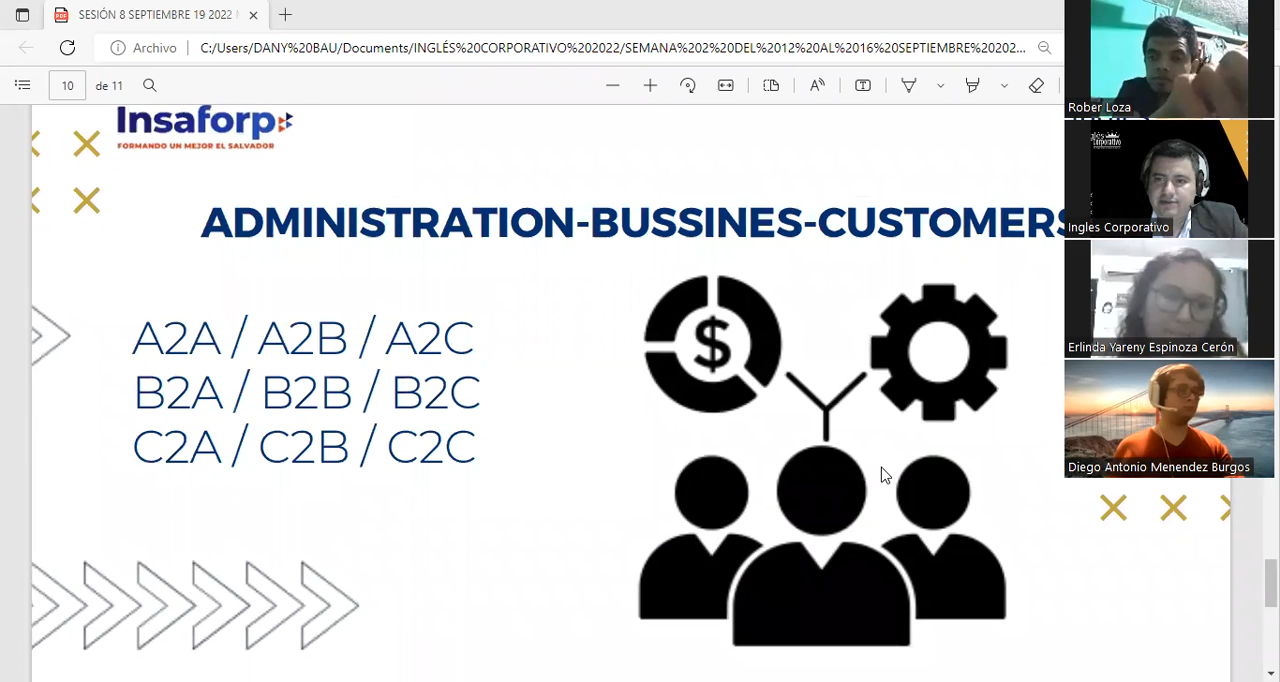 SESIÓN 8 SEPTIEMBRE 19 2022
Archivo
C:/Users/DANY%20BAU/Documents/INGLÉS%20CORPORATIVO%202022/SEMANA%202%20DEL%2012%20AL%2016%20SEPTIEMBRE%20202...
10 de 11
Insaforp
FORMANDO UN MEJOR EL SALVADOR
ADMINISTRATION-BUSSINES-CUSTOMERS
A2A / A2B / A2C
B2A / B2B / B2C
C2A / C2B / C2C
$
Rober Loza
Ingles Corporativo
Erlinda Yareny Espinoza Cerón
Diego Antonio Menendez Burgos